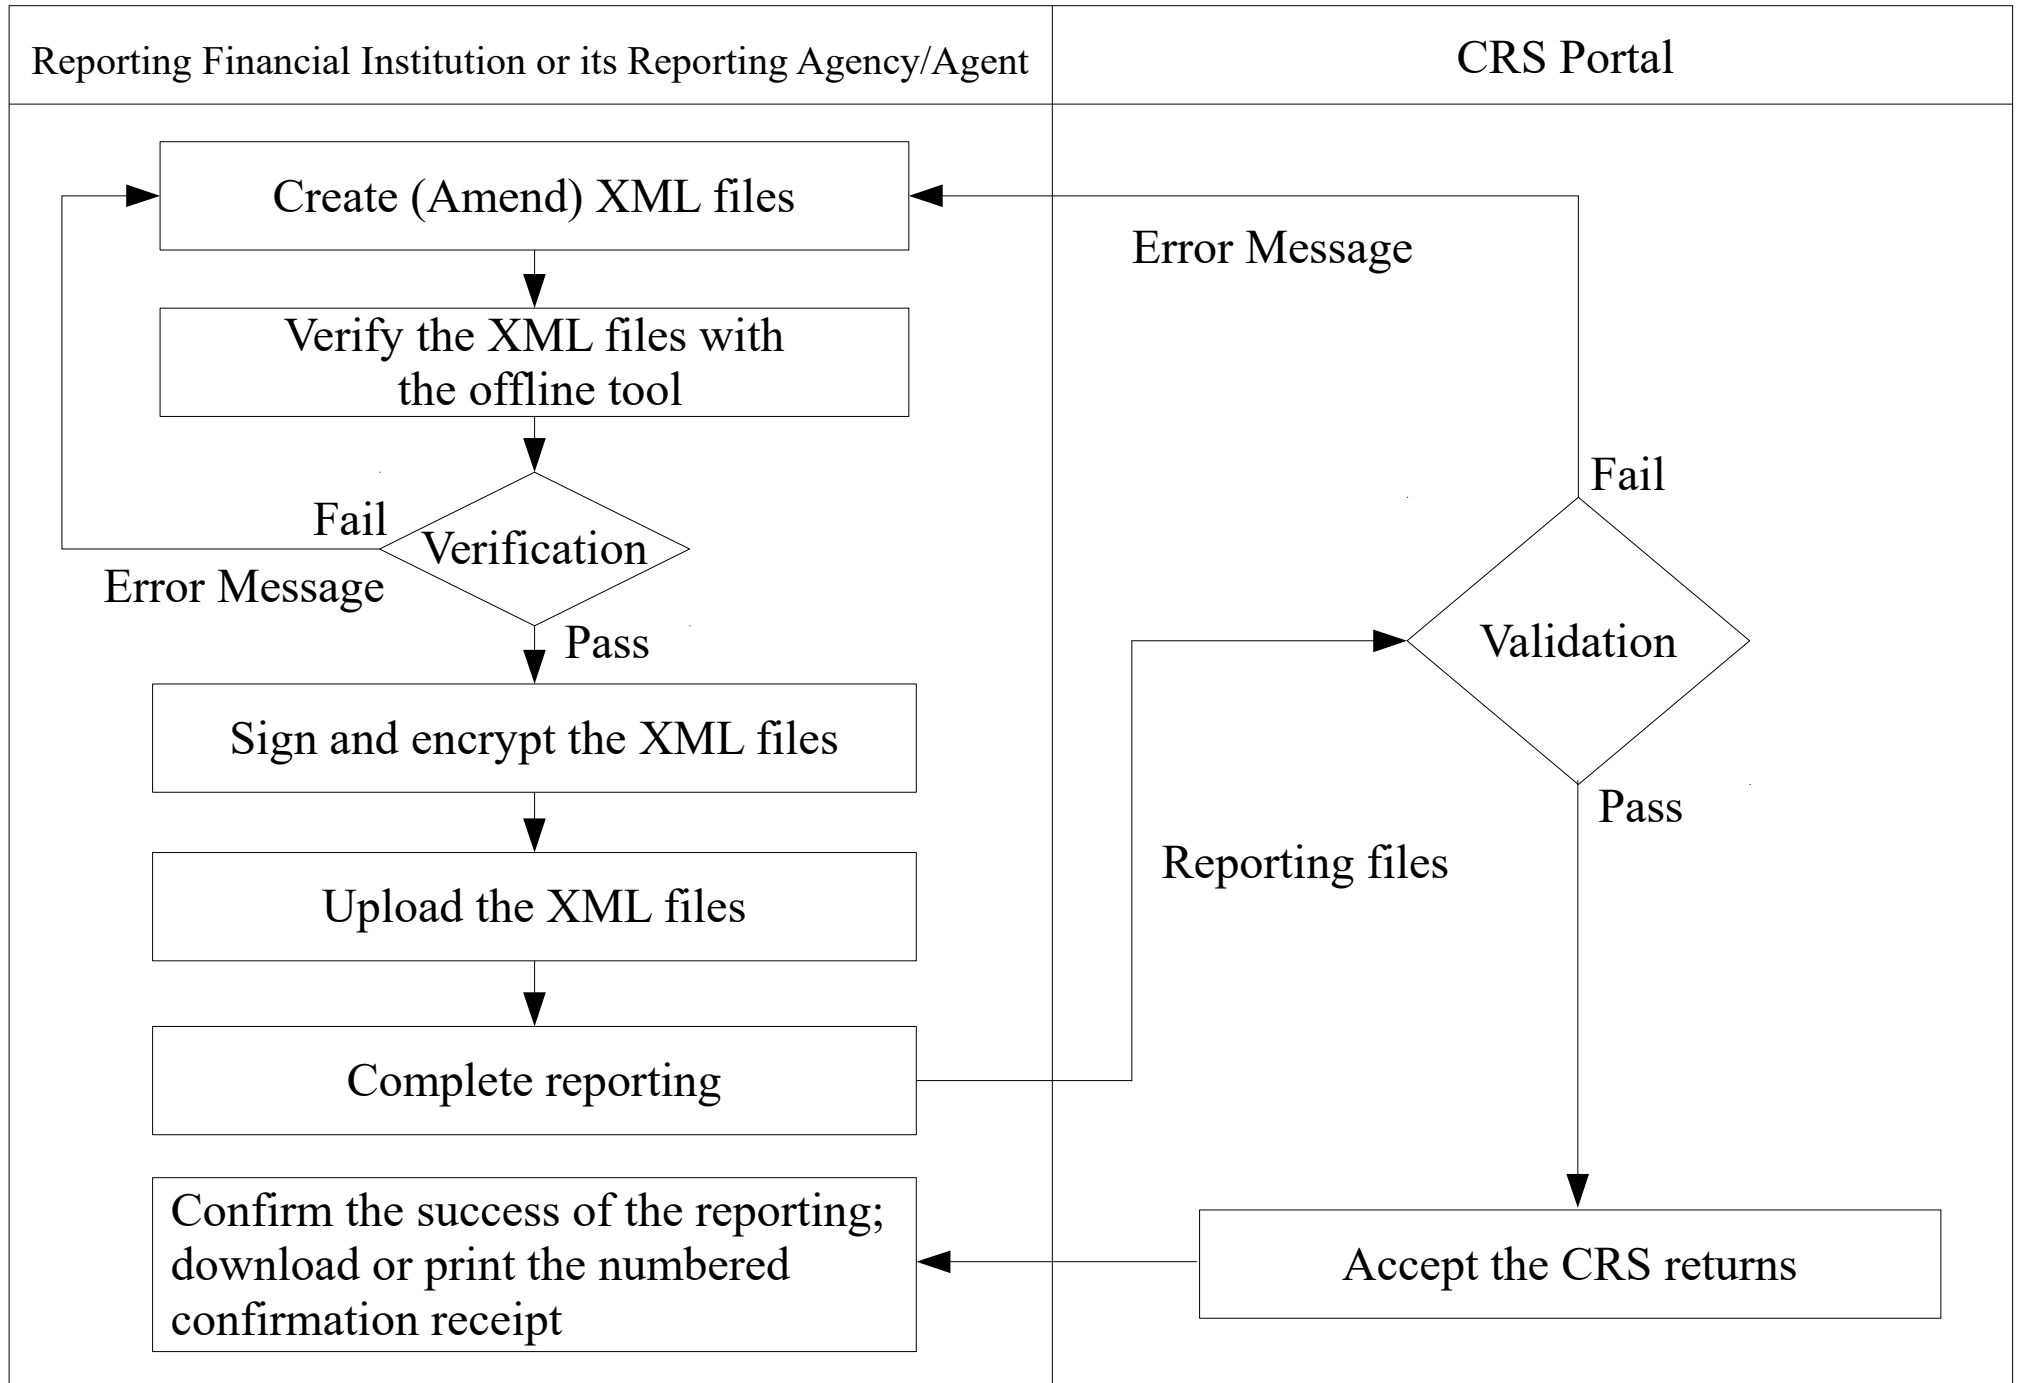 Reporting Financial Institution or its Reporting Agency/Agent
CRS Portal
Create (Amend) XML files
Error Message
Verify the XML files with
the offline tool
Fail
Fail
Verification
Error Message
Pass
Validation
Sign and encrypt the XML files
Pass
Reporting files
Upload the XML files
Complete reporting
Confirm the success of the reporting;
download or print the numbered
confirmation receipt
Accept the CRS returns